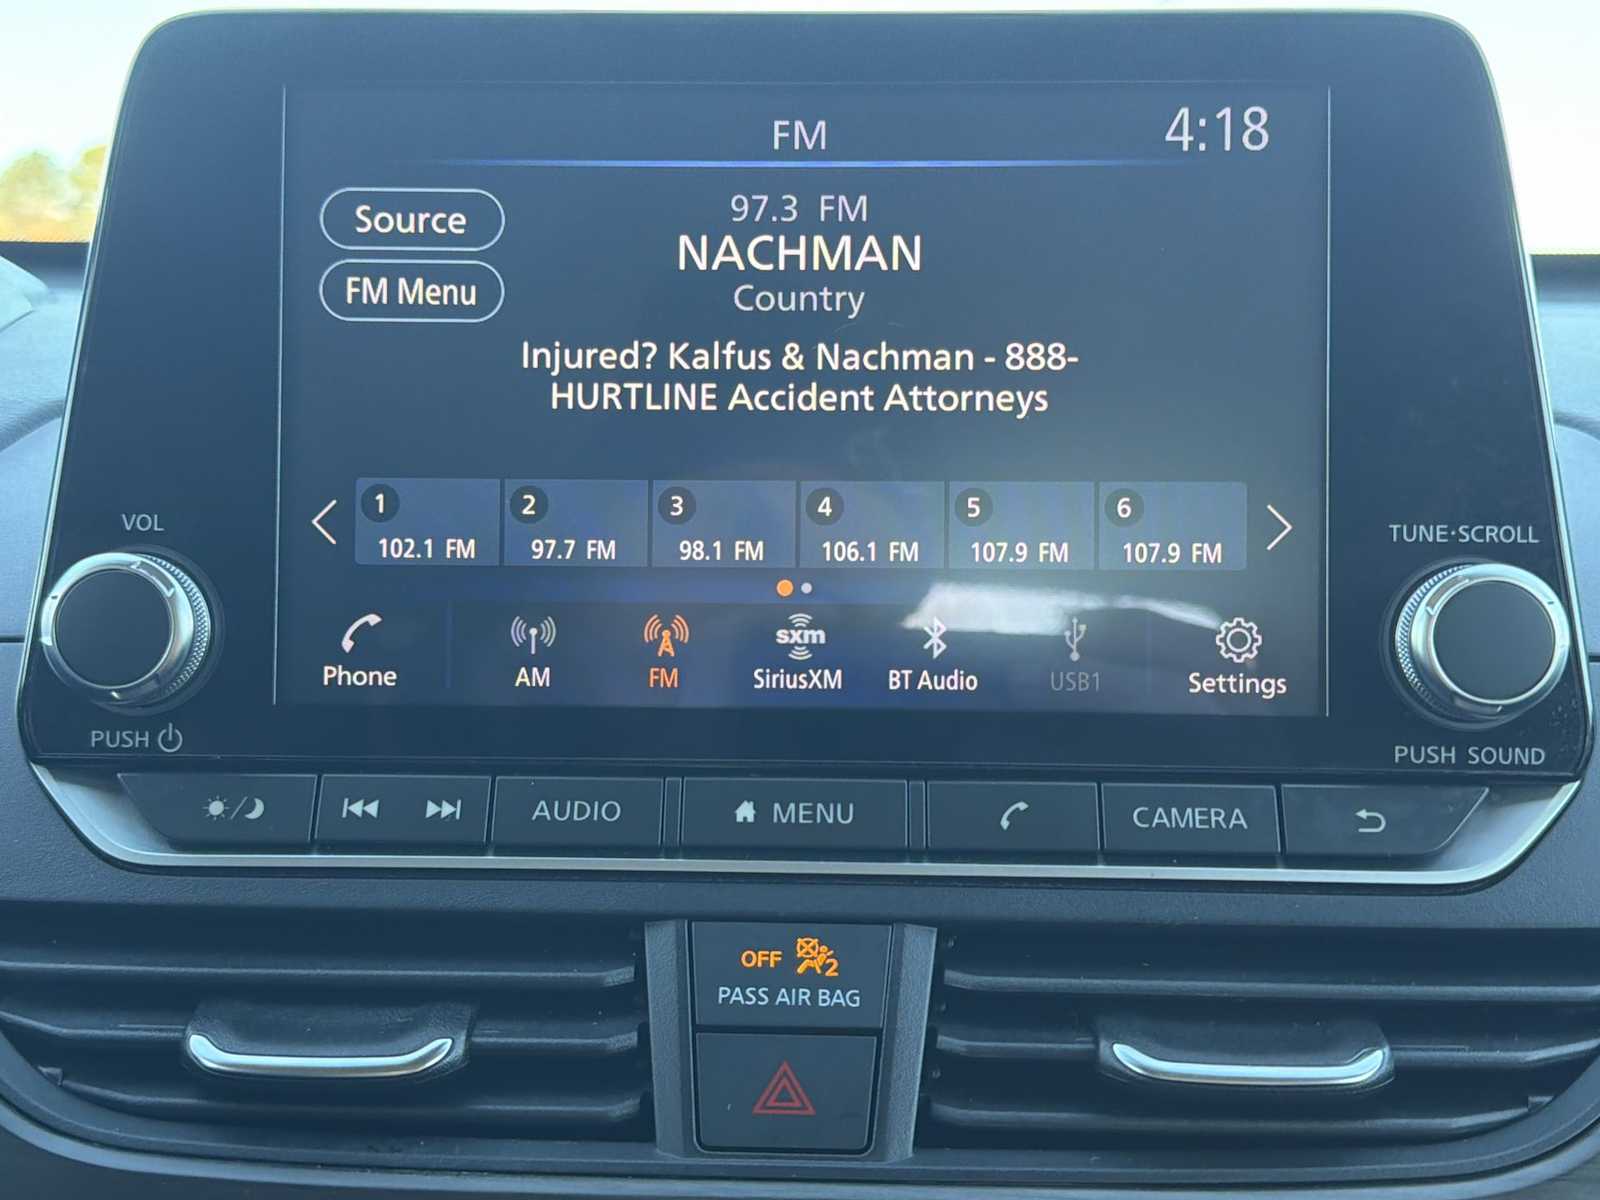 FM
4:18
Source
FM Menu
97.3 FM
NACHMAN
Country
Injured? Kalfus & Nachman - 888-
HURTLINE Accident Attorneys
1
102.1 FM
2
97.7 FM
3
98.1 FM
4
106.1 FM
5
107.9 FM
6
107.9 FM
VOL
PUSH
TUNE·SCROLL
PUSH SOUND
Phone
AM
FM
sxm
SiriusXM
BT Audio
USB1
Settings
AUDIO
MENU
CAMERA
OFF 2
PASS AIR BAG